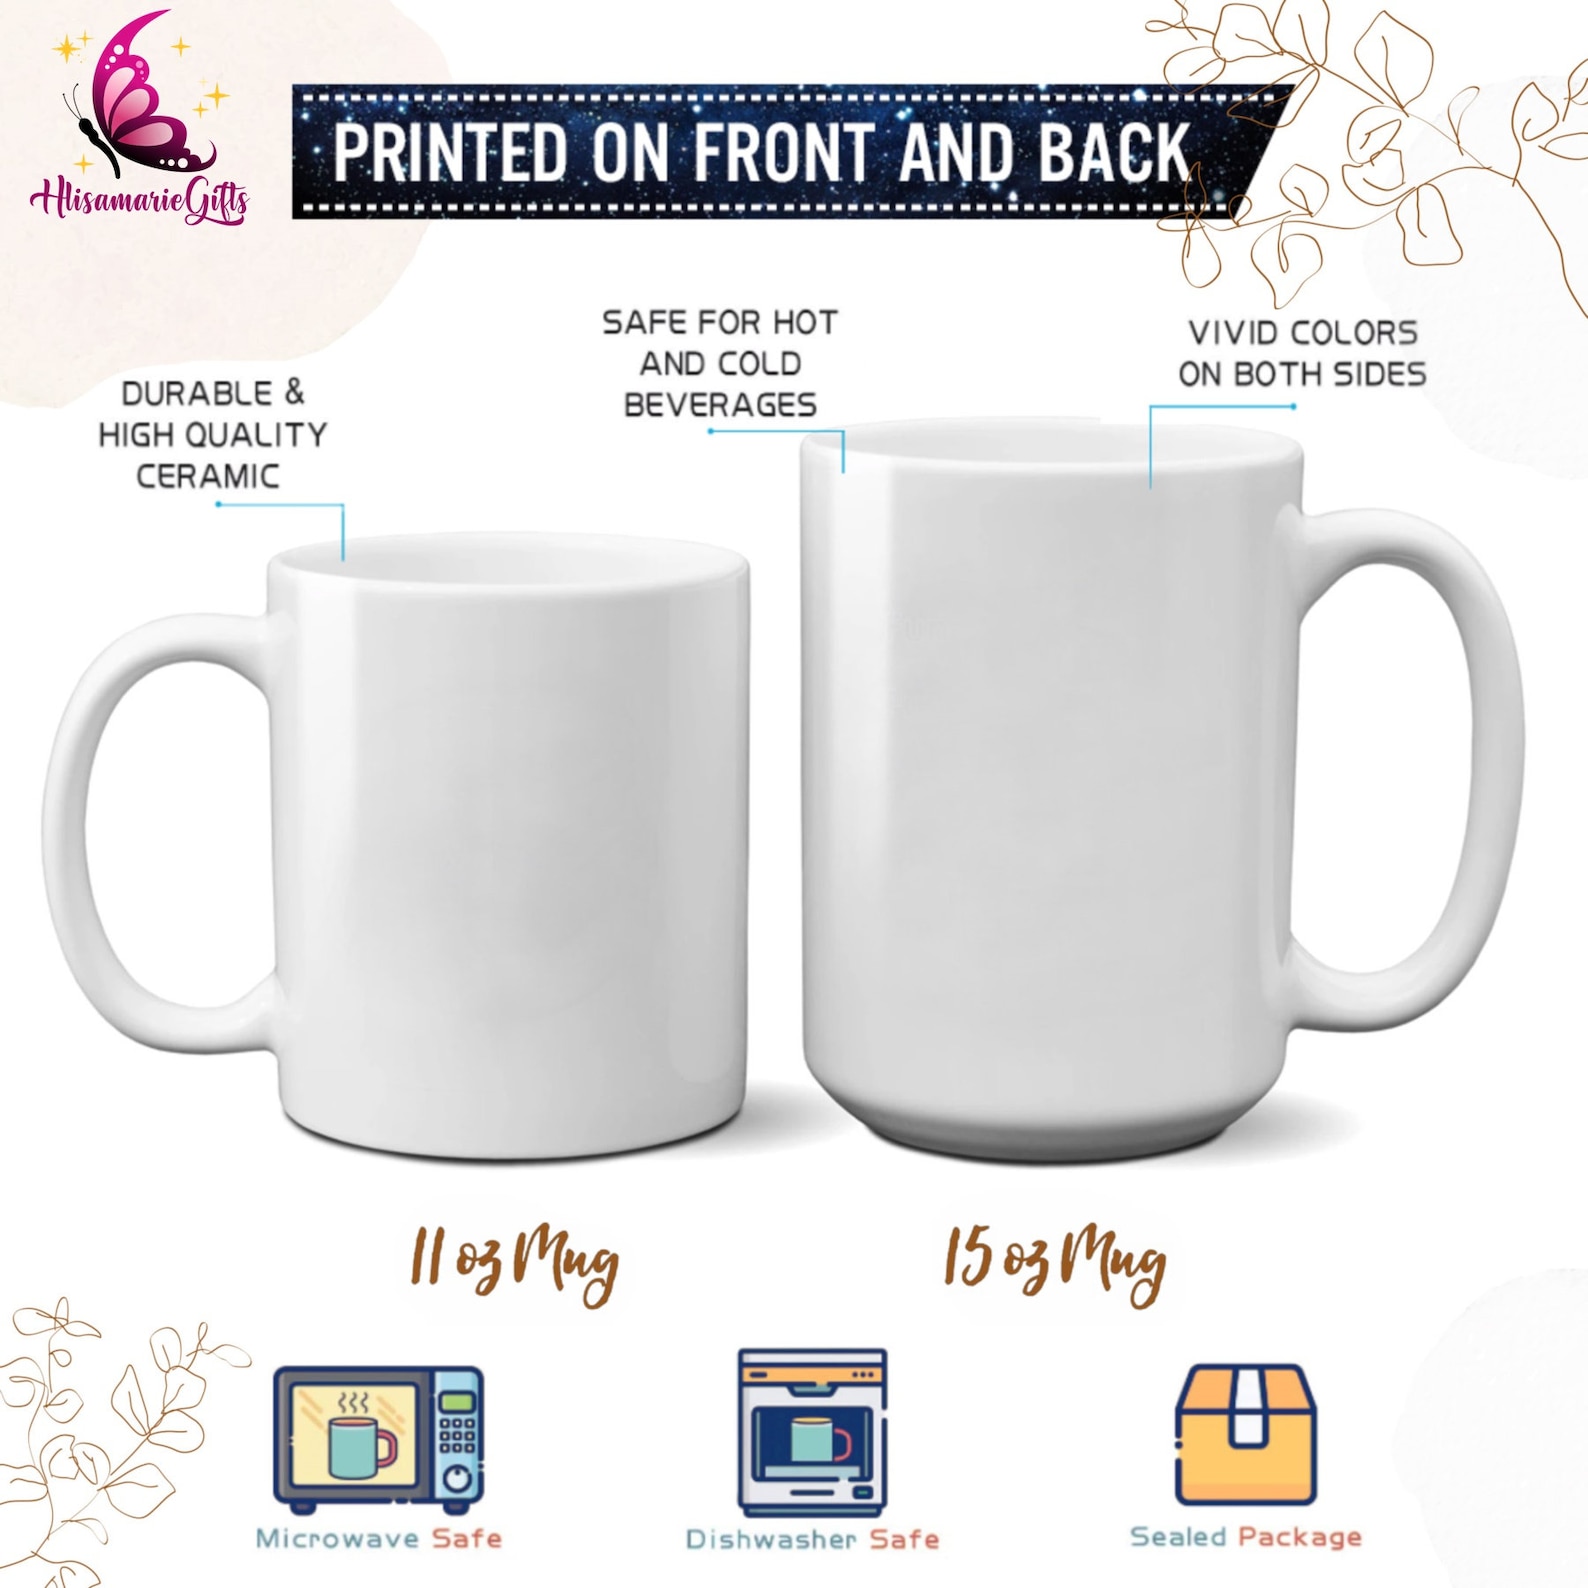 HlisamarieGifts
PRINTED ON FRONT AND BACK
SAFE FOR HOT
AND COLD
BEVERAGES
VIVID COLORS
ON BOTH SIDES
DURABLE &
HIGH QUALITY
CERAMIC
11 oz Mug
15 oz Mug
Microwave Safe
Dishwasher Safe
Sealed Package